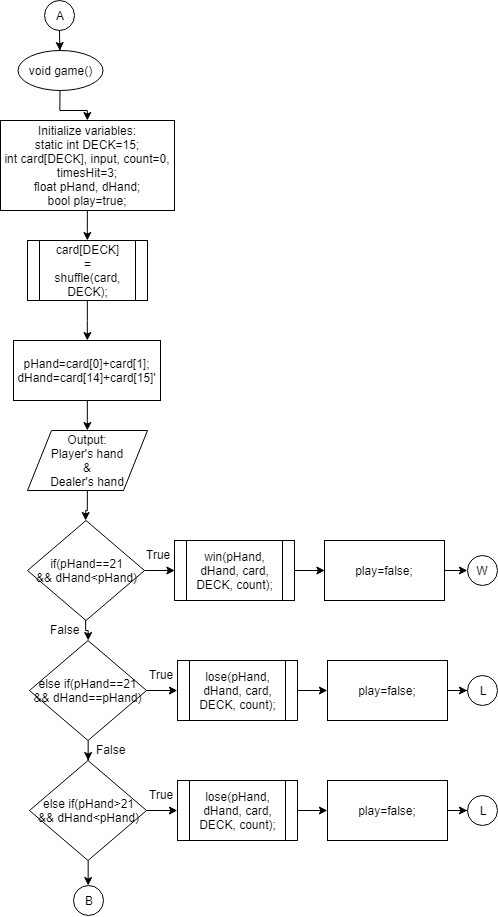 A
void game()
Initialize variables:
static int DECK=15;
int card[DECK], input, count=0,
timesHit=3;
float pHand, dHand;
bool play=true;
card[DECK]
=
shuffle(card,
DECK);
pHand=card[0]+card[1];
dHand=card[14]+card[15]'
Output:
Player's hand
&
Dealer's hand
if(pHand==21
&& dHand<pHand)
True
win(pHand,
dHand, card,
DECK, count);
play=false;
W
False
else if(pHand==21
&& dHand==pHand)
True
lose(pHand,
dHand, card,
DECK, count);
play=false;
L
False
else if(pHand>21
&& dHand<pHand)
True
lose(pHand,
dHand, card,
DECK, count);
play=false;
L
B